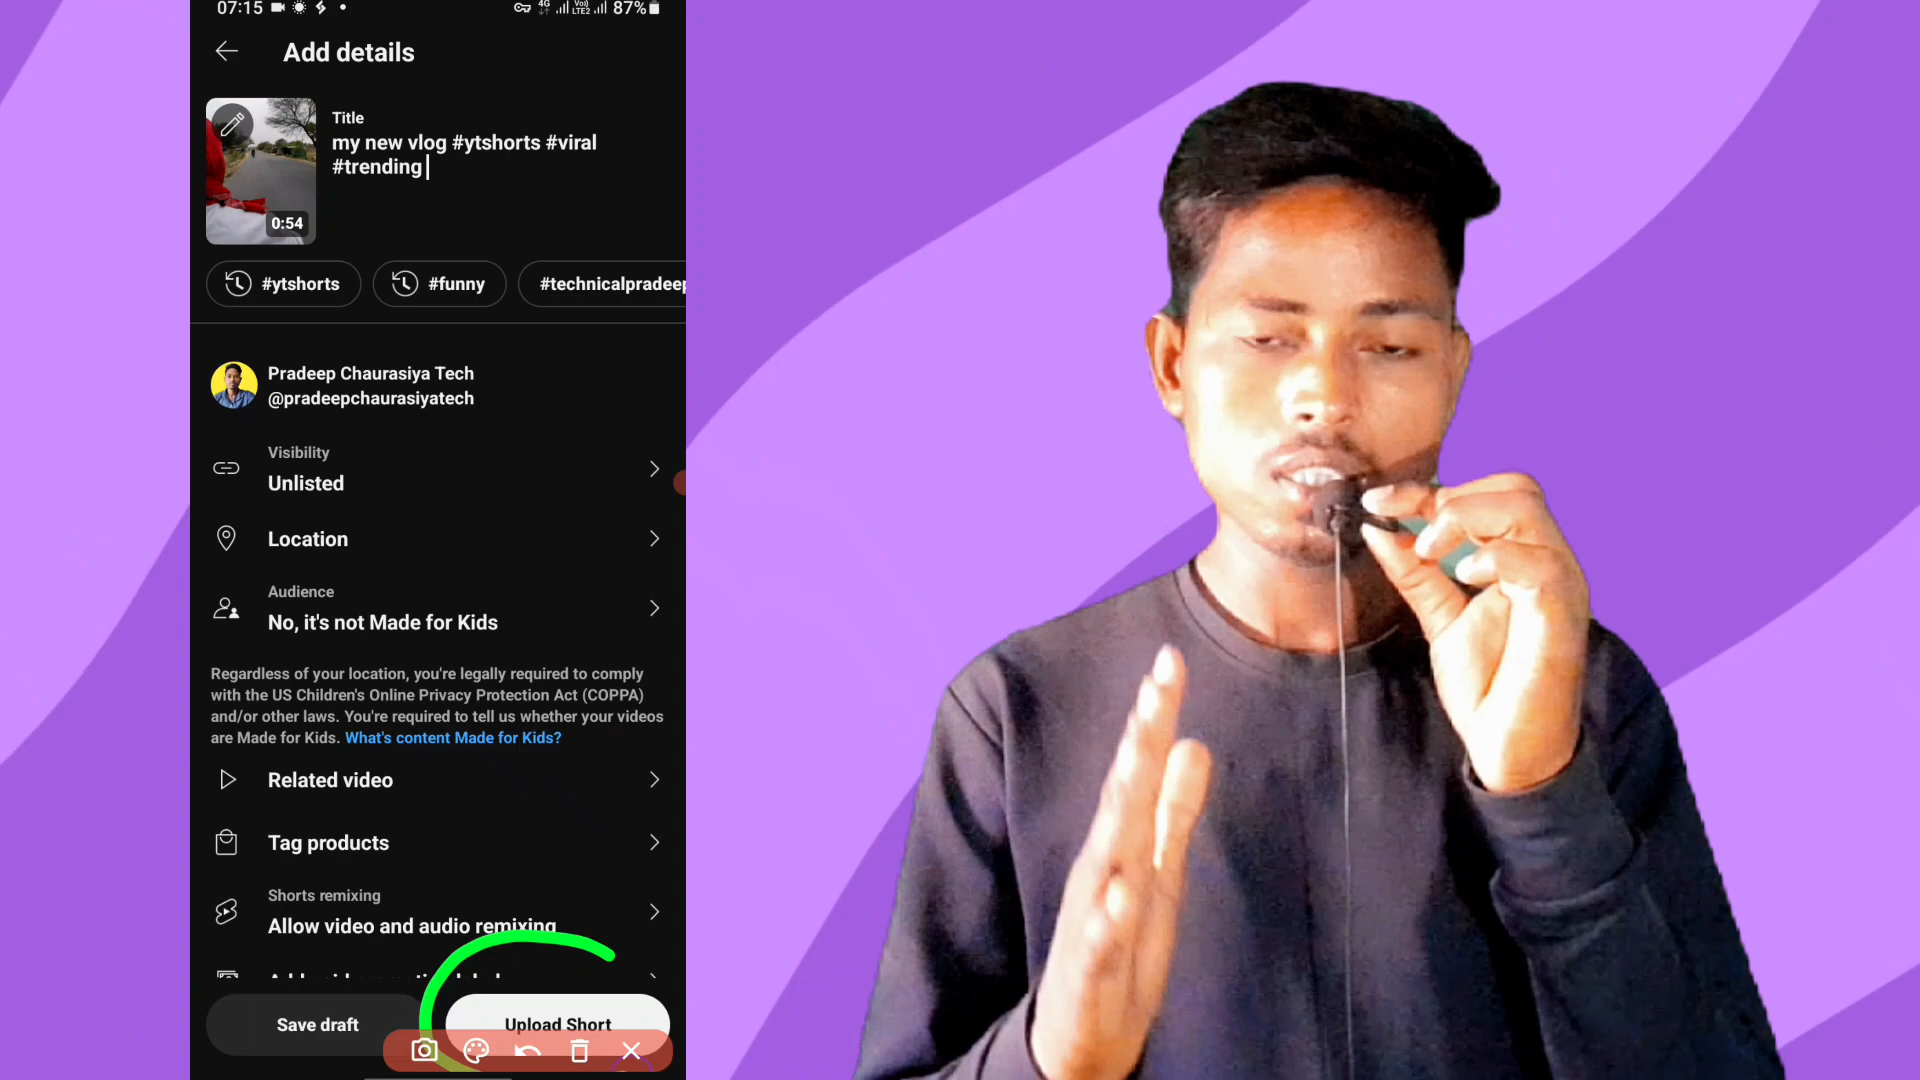 07:15 4G Vo) LTE2 87%
Add details
Title
my new vlog #ytshorts #viral
#trending
0:54
#ytshorts #funny #technicalpradeep
Pradeep Chaurasiya Tech
@pradeepchaurasiyatech
Visibility
Unlisted
Location
Audience
No, it's not Made for Kids
Regardless of your location, you're legally required to comply
with the US Children's Online Privacy Protection Act (COPPA)
and/or other laws. You're required to tell us whether your videos
are Made for Kids. What's content Made for Kids?
Related video
Tag products
Shorts remixing
Allow video and audio remixing
Save draft
Upload Short